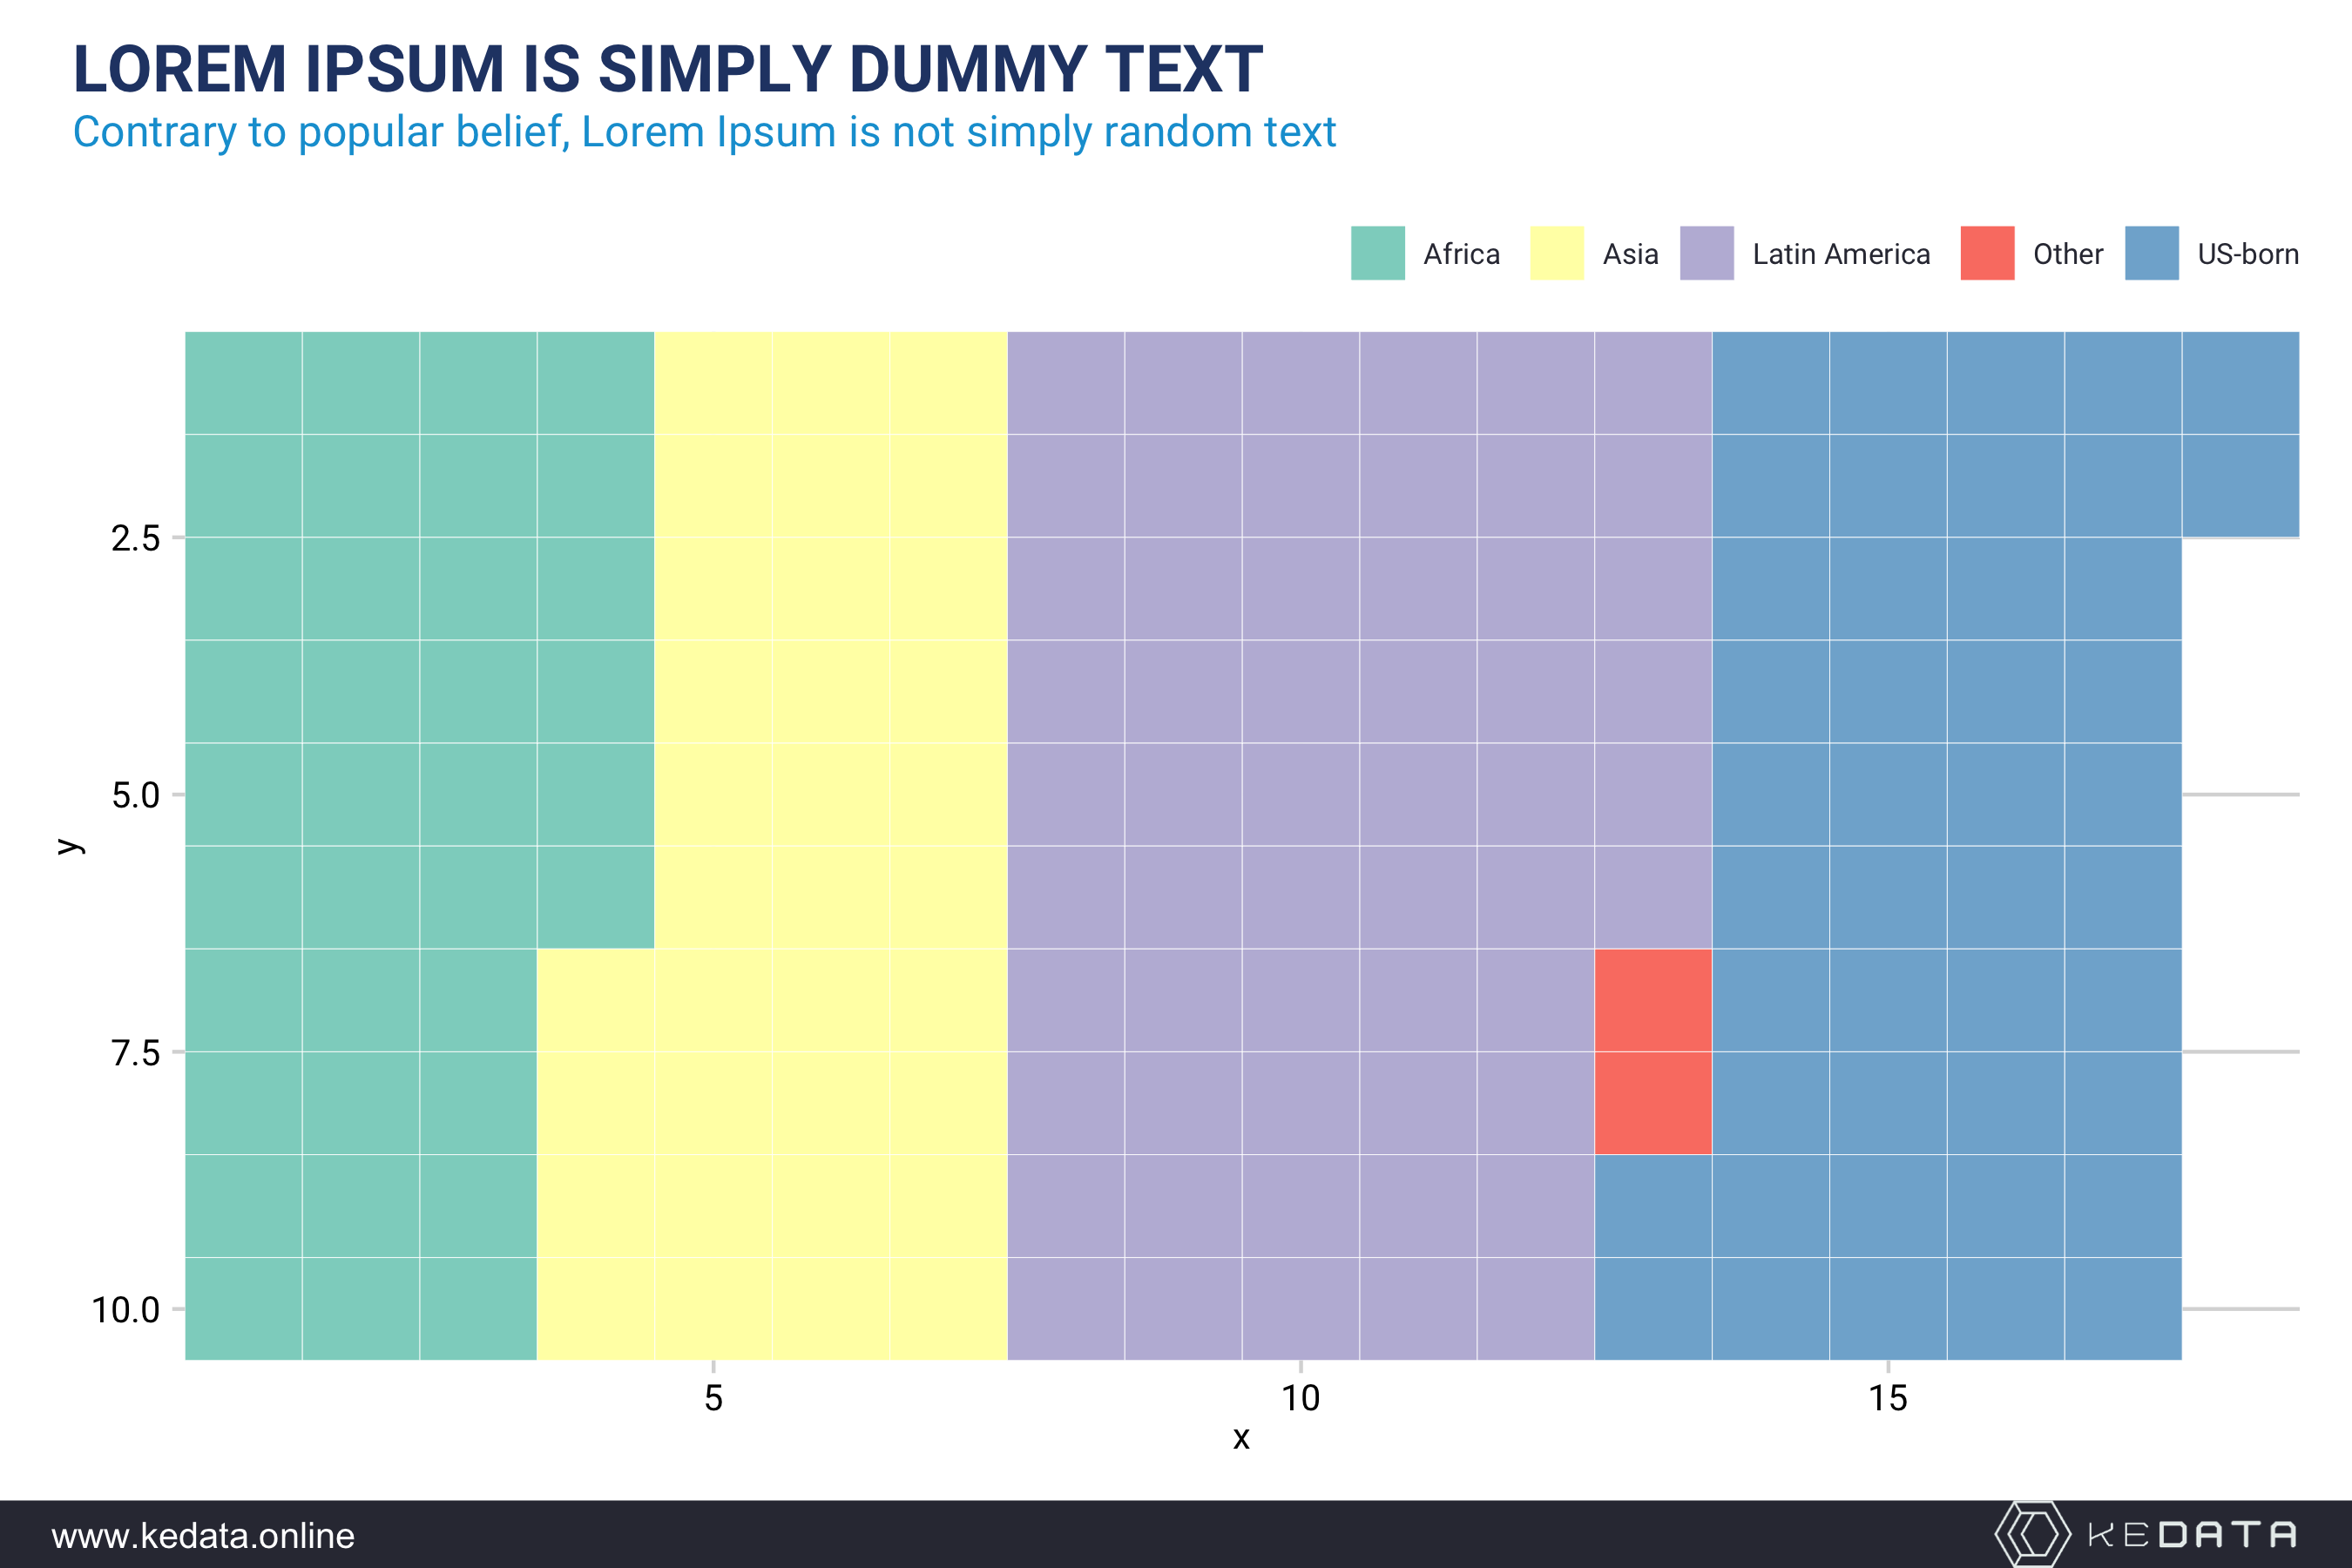 LOREM IPSUM IS SIMPLY DUMMY TEXT
Contrary to popular belief, Lorem Ipsum is not simply random text
Africa Asia Latin America Other US-born
2.5
5.0
y
7.5
10.0
5 10 15
x
www.kedata.online KEDATA